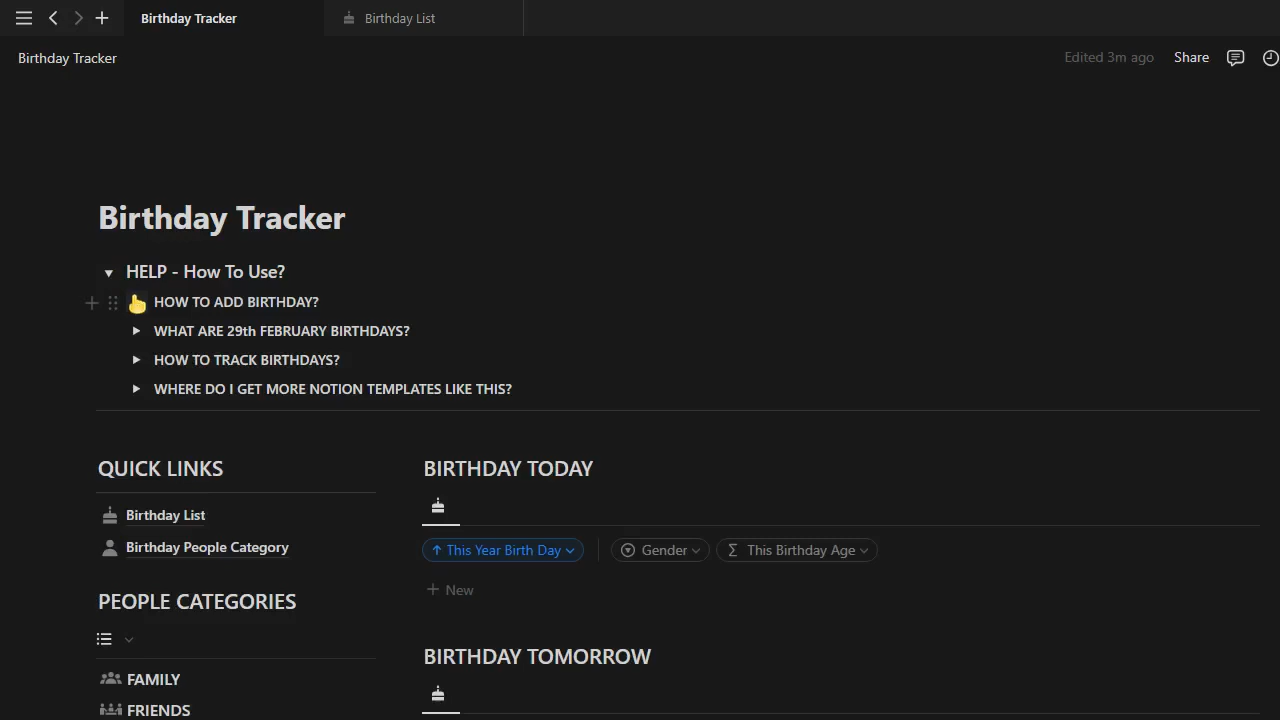 Birthday Tracker
Birthday List
Birthday Tracker
Edited 3m ago
Share
Birthday Tracker
HELP - How To Use?
HOW TO ADD BIRTHDAY?
WHAT ARE 29th FEBRUARY BIRTHDAYS?
HOW TO TRACK BIRTHDAYS?
WHERE DO I GET MORE NOTION TEMPLATES LIKE THIS?
QUICK LINKS
Birthday List
Birthday People Category
PEOPLE CATEGORIES
FAMILY
FRIENDS
BIRTHDAY TODAY
This Year Birth Day
Gender
This Birthday Age
New
BIRTHDAY TOMORROW